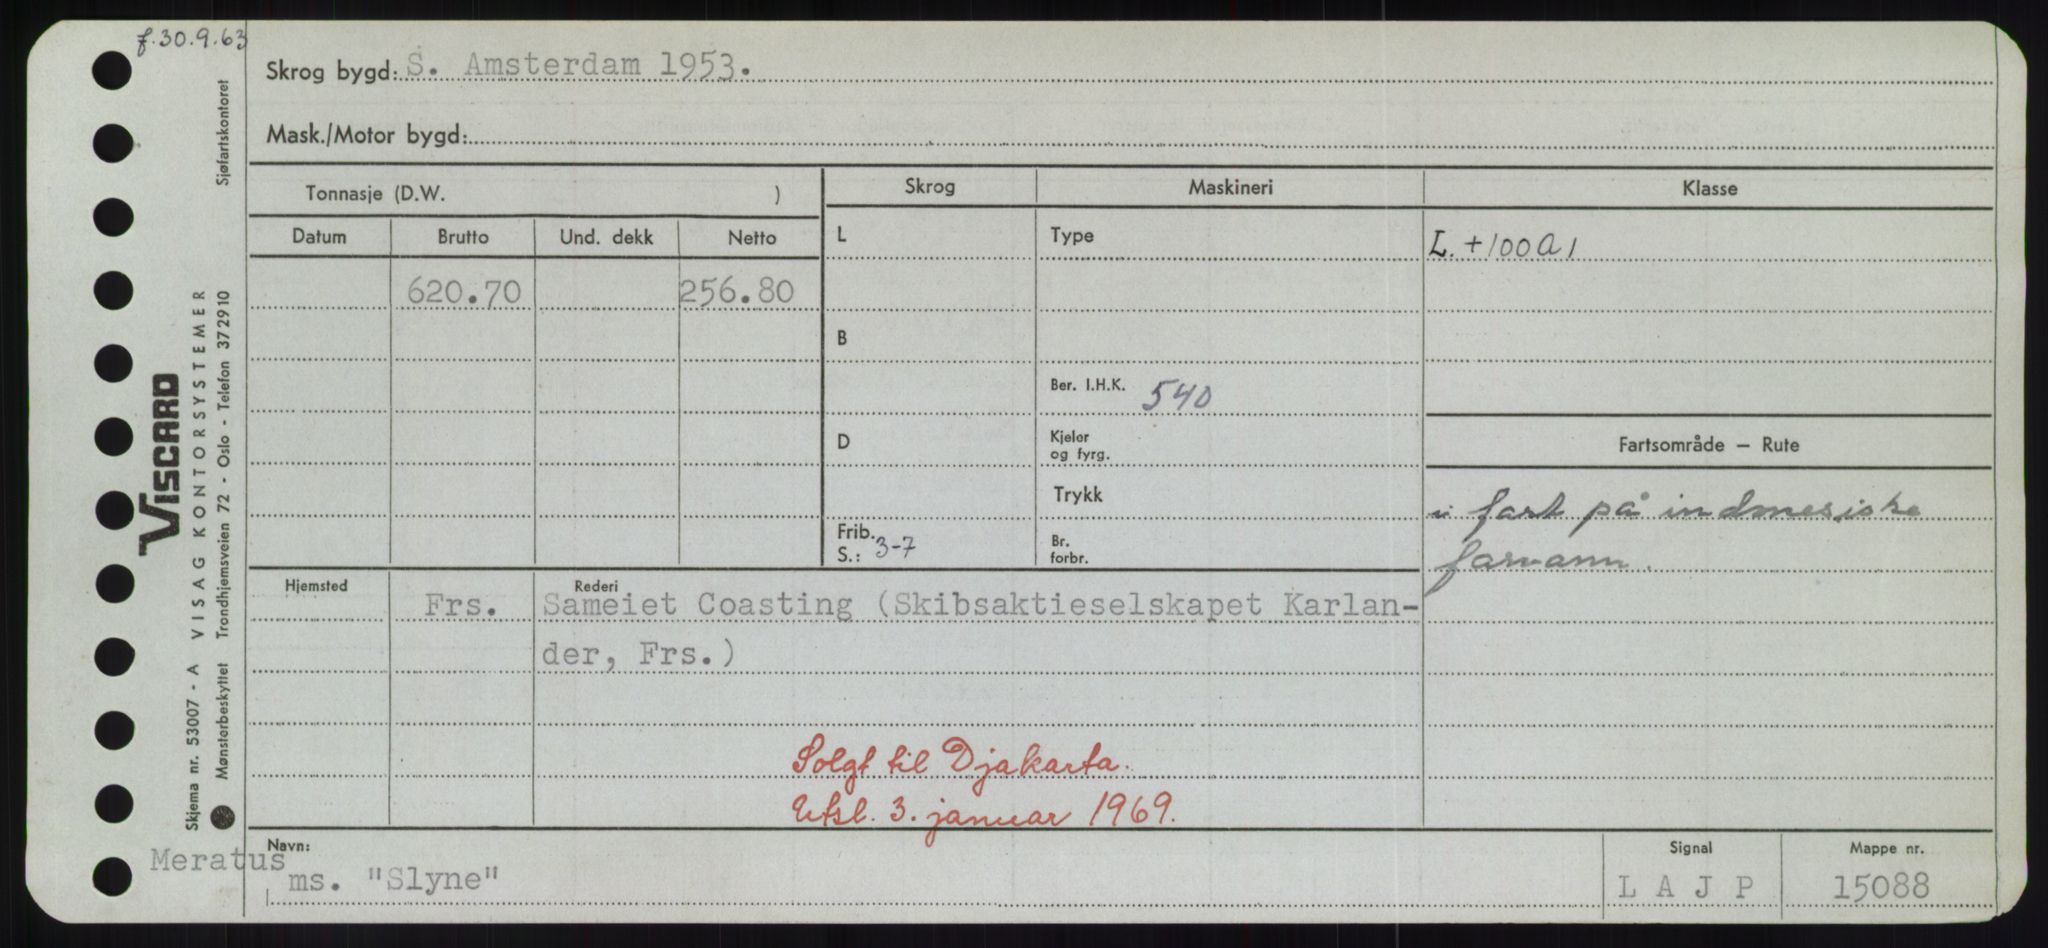 f. 30.9.63
Skrog bygd: S. Amsterdam 1953.
Mask./Motor bygd:
Tonnasje (D.W. )
Skrog Maskineri Klasse
Datum Brutto Und. dekk Netto
L Type L. +100A1
620.70 256.80
B
Ber. I.H.K. 540
D Kjeler og fyrg.
Fartsområde – Rute
Trykk
i fart på indonesiske
farvann.
Frib. S.: 3-7
Br. forbr.
Hjemsted Rederi
Frs. Sameiet Coasting (Skibsaktieselskapet Karlan-
der, Frs.)
Solgt til Djakarta.
Utsl. 3. januar 1969.
Navn: Signal Mappe nr.
Meratus
ms. "Slyne" L A J P 15088
Viscard
Skjema nr. 53007 - A VISAG KONTORSYSTEMER
Mønsterbeskyttet Trondhjemsveien 72 - Oslo - Telefon 372910 Sjøfartskontoret